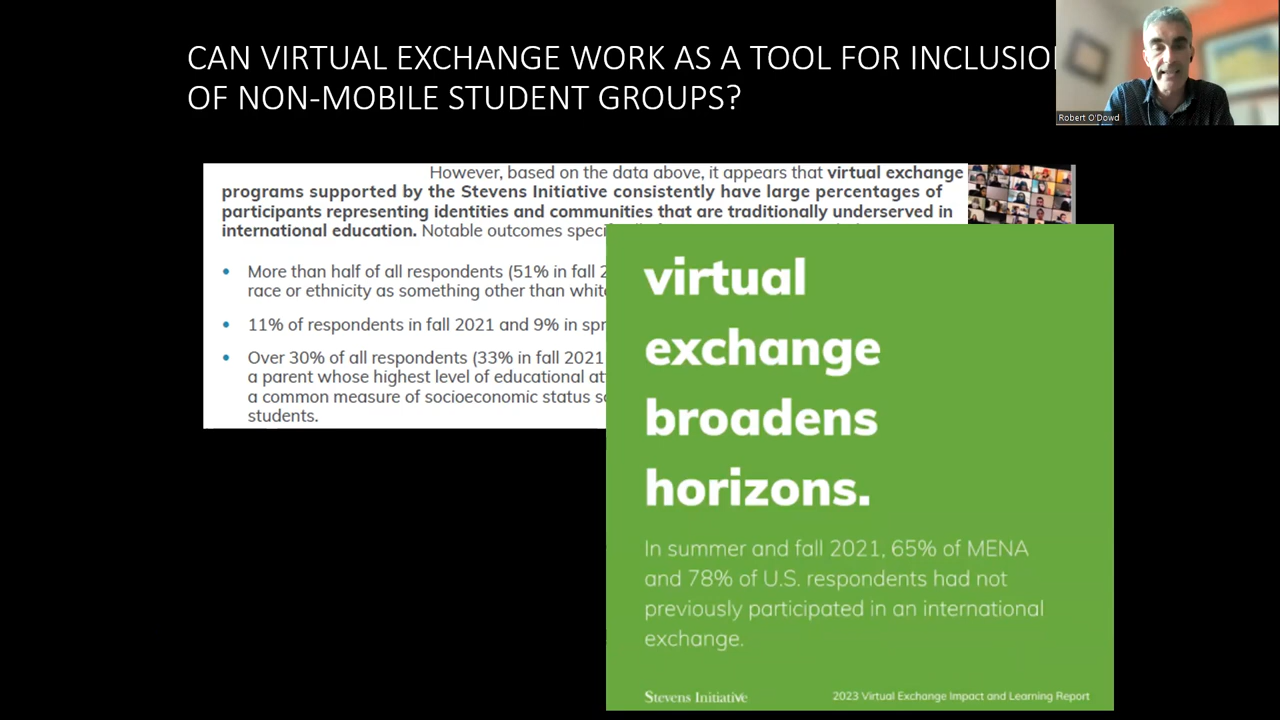 CAN VIRTUAL EXCHANGE WORK AS A TOOL FOR INCLUSION
OF NON-MOBILE STUDENT GROUPS?
Robert O'Dowd
However, based on the data above, it appears that virtual exchange
programs supported by the Stevens Initiative consistently have large percentages of
participants representing identities and communities that are traditionally underserved in
international education. Notable outcomes
• More than half of all respondents (51% in fall
race or ethnicity as something other than
• 11% of respondents in fall 2021 and 9% in
• Over 30% of all respondents (33% in fall 2021
a parent whose highest level of educational
a common measure of socioeconomic status
students.
virtual
exchange
broadens
horizons.
In summer and fall 2021, 65% of MENA
and 78% of U.S. respondents had not
previously participated in an international
exchange.
Stevens Initiative
2023 Virtual Exchange Impact and Learning Report